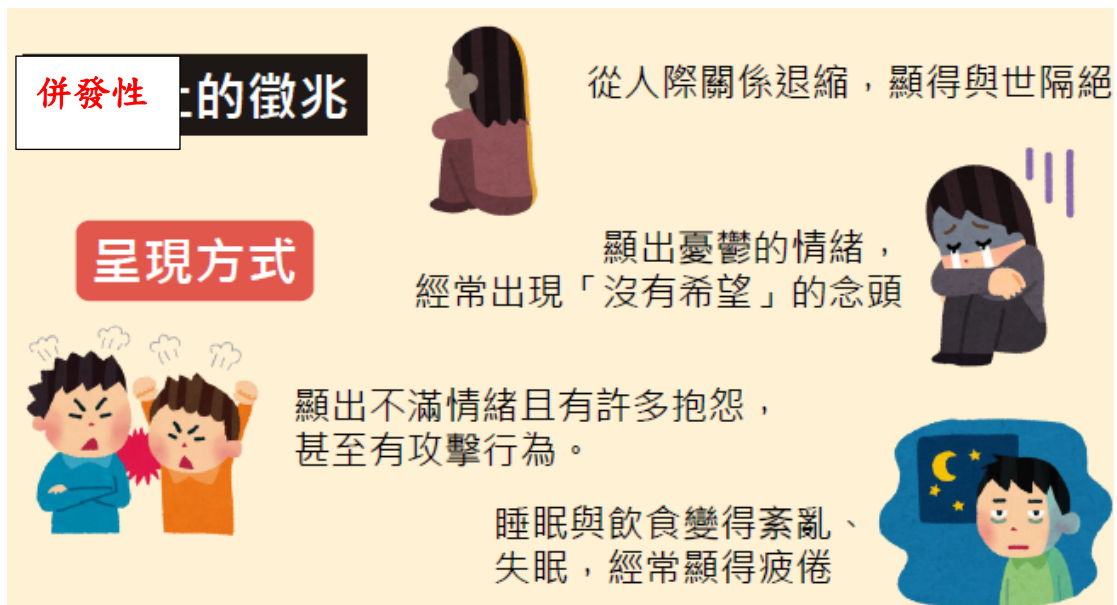 併發性
的徵兆
從人際關係退縮，顯得與世隔絕
呈現方式
顯出憂鬱的情緒，
經常出現「沒有希望」的念頭
顯出不滿情緒且有許多抱怨，
甚至有攻擊行為。
睡眠與飲食變得紊亂、
失眠，經常顯得疲倦